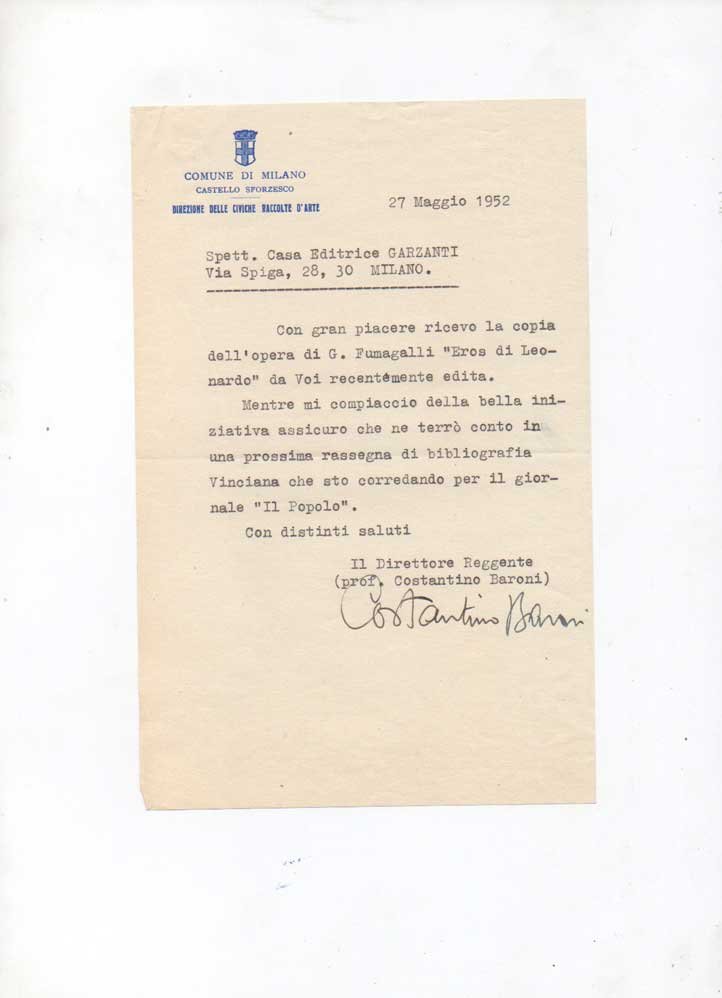 COMUNE DI MILANO
CASTELLO SFORZESCO
DIREZIONE DELLE CIVICHE RACCOLTE D'ARTE
27 Maggio 1952
Spett. Casa Editrice GARZANTI
Via Spiga, 28, 30 MILANO.
Con gran piacere ricevo la copia
dell'opera di G. Fumagalli "Eros di Leo-
nardo" da Voi recentemente edita.
Mentre mi compiaccio della bella ini-
ziativa assicuro che ne terrò conto in
una prossima rassegna di bibliografia
Vinciana che sto corredando per il gior-
nale "Il Popolo".
Con distinti saluti
Il Direttore Reggente
(prof. Costantino Baroni)
Costantino Baroni